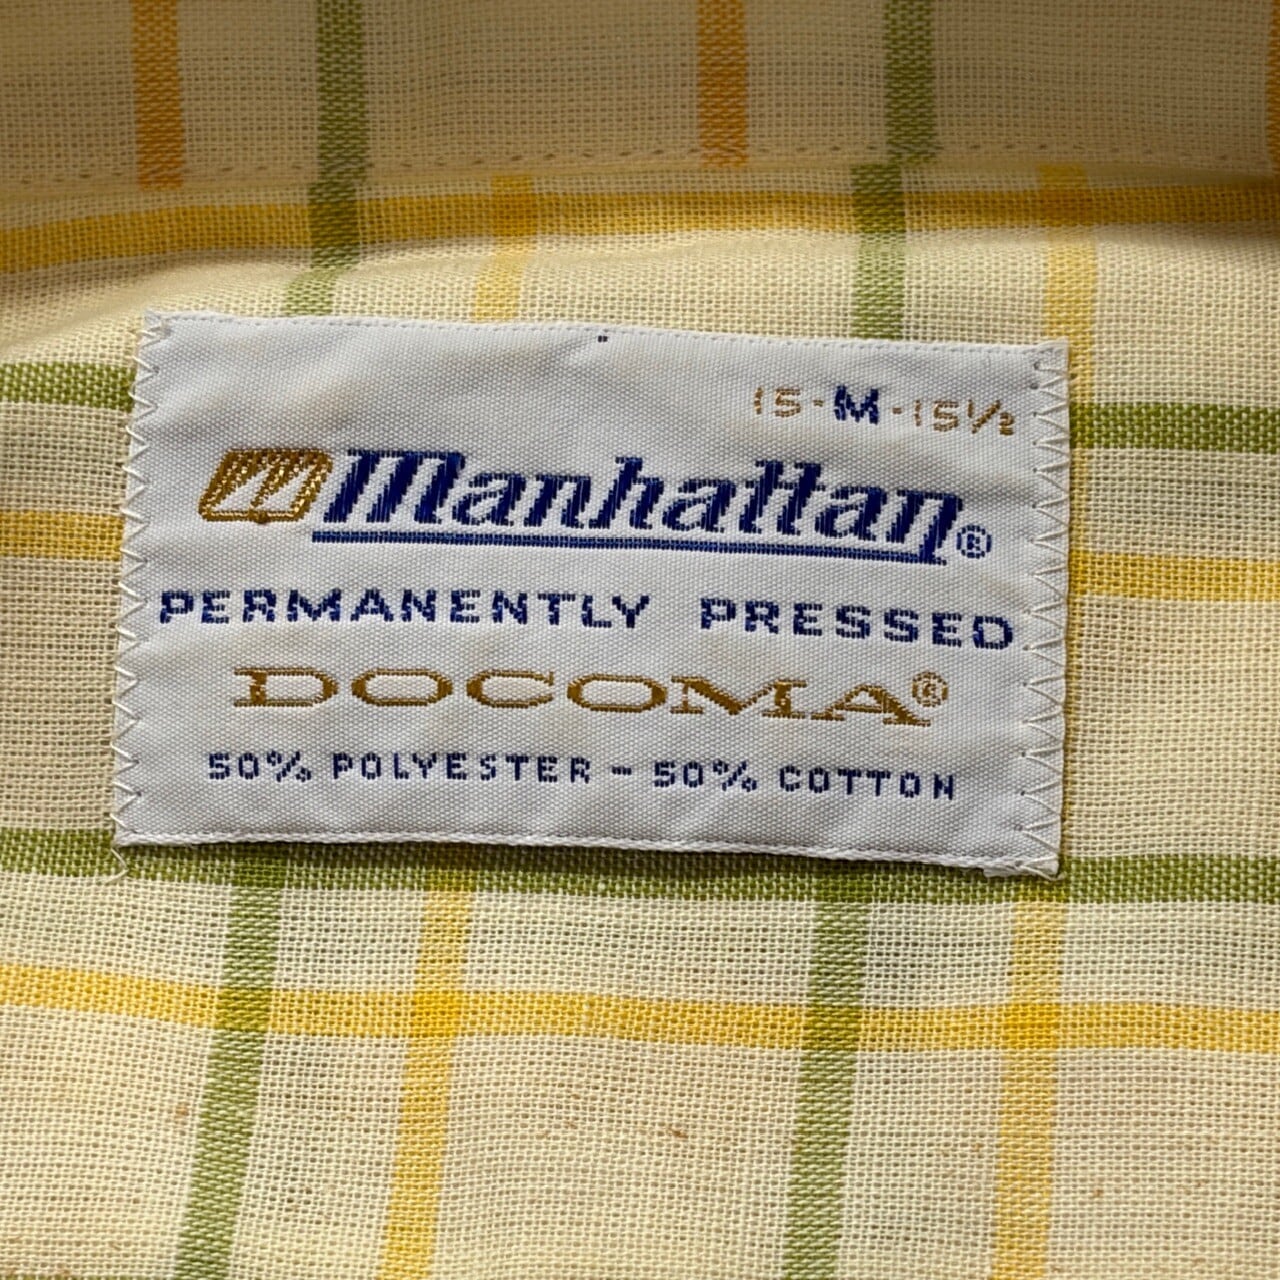 15-M-15½
Manhattan®
PERMANENTLY PRESSED
DOCOMA®
50% POLYESTER - 50% COTTON